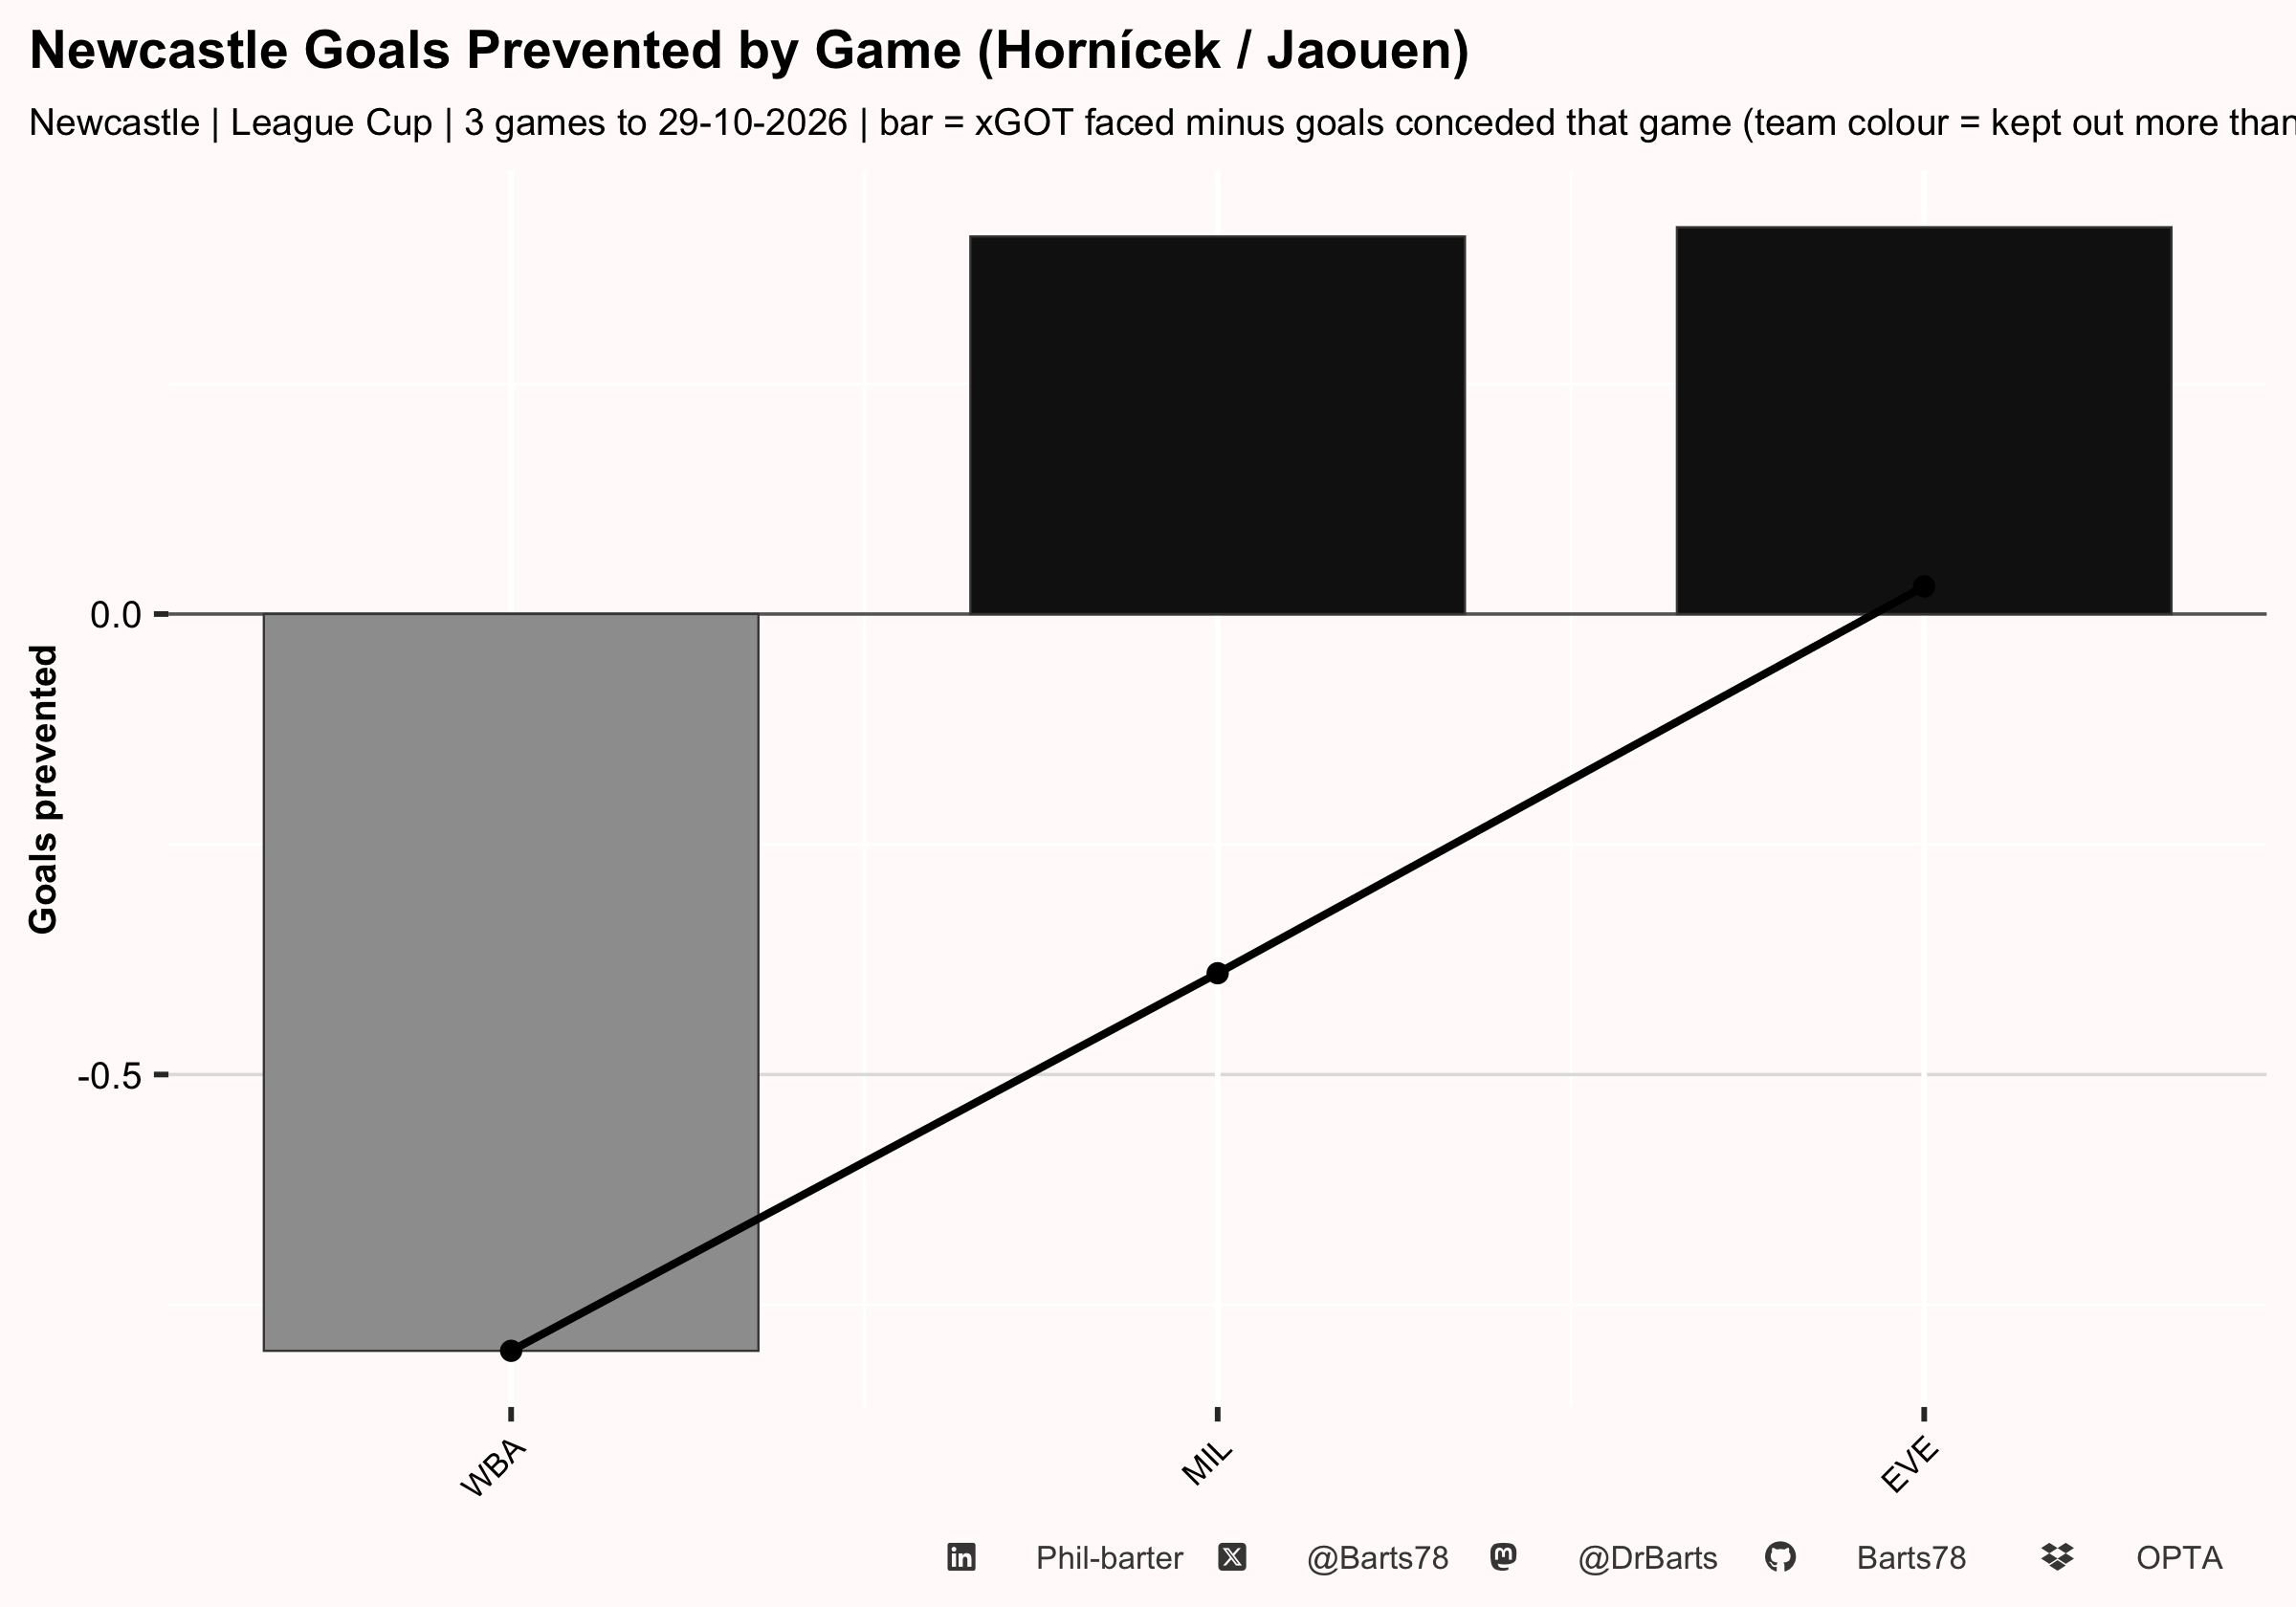 Newcastle Goals Prevented by Game (Hornícek / Jaouen)
Newcastle | League Cup | 3 games to 29-10-2026 | bar = xGOT faced minus goals conceded that game (team colour = kept out more than
0.0
-0.5
Goals prevented
WBA
MIL
EVE
Phil-barter @Barts78 @DrBarts Barts78 OPTA